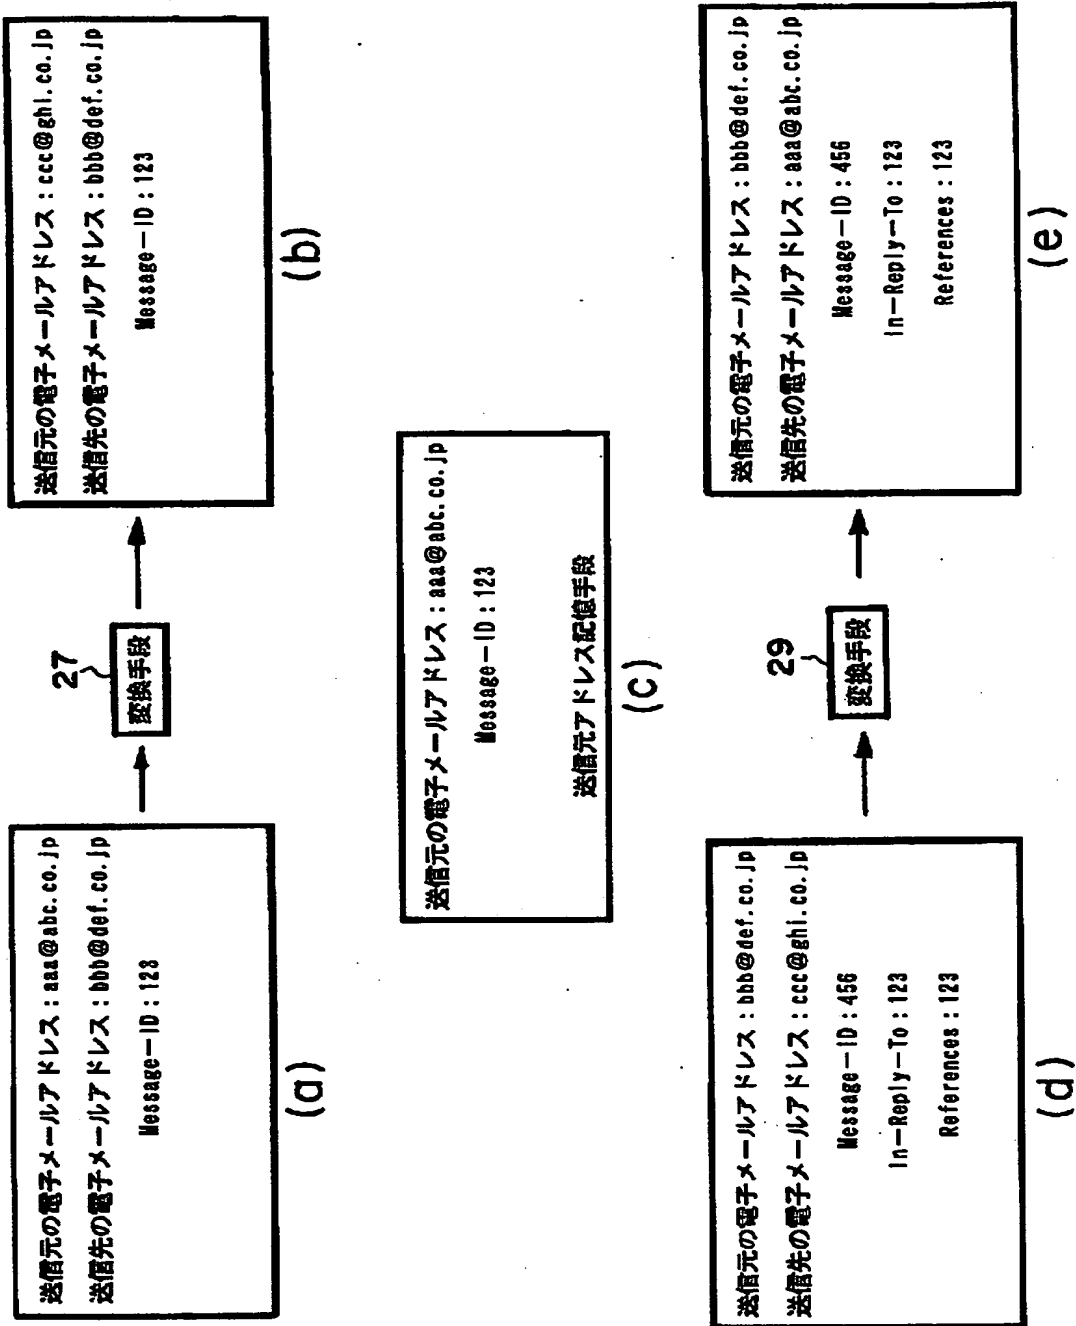 送信元の電子メールアドレス：aaa@abc.co.jp
送信先の電子メールアドレス：bbb@def.co.jp
Message-ID：123
(a)
27
変換手段
送信元の電子メールアドレス：ccc@ghi.co.jp
送信先の電子メールアドレス：bbb@def.co.jp
Message-ID：123
(b)
送信元の電子メールアドレス：aaa@abc.co.jp
Message-ID：123
送信元アドレス記憶手段
(c)
送信元の電子メールアドレス：bbb@def.co.jp
送信先の電子メールアドレス：ccc@ghi.co.jp
Message-ID：456
In-Reply-To：123
References：123
(d)
29
変換手段
送信元の電子メールアドレス：bbb@def.co.jp
送信先の電子メールアドレス：aaa@abc.co.jp
Message-ID：456
In-Reply-To：123
References：123
(e)